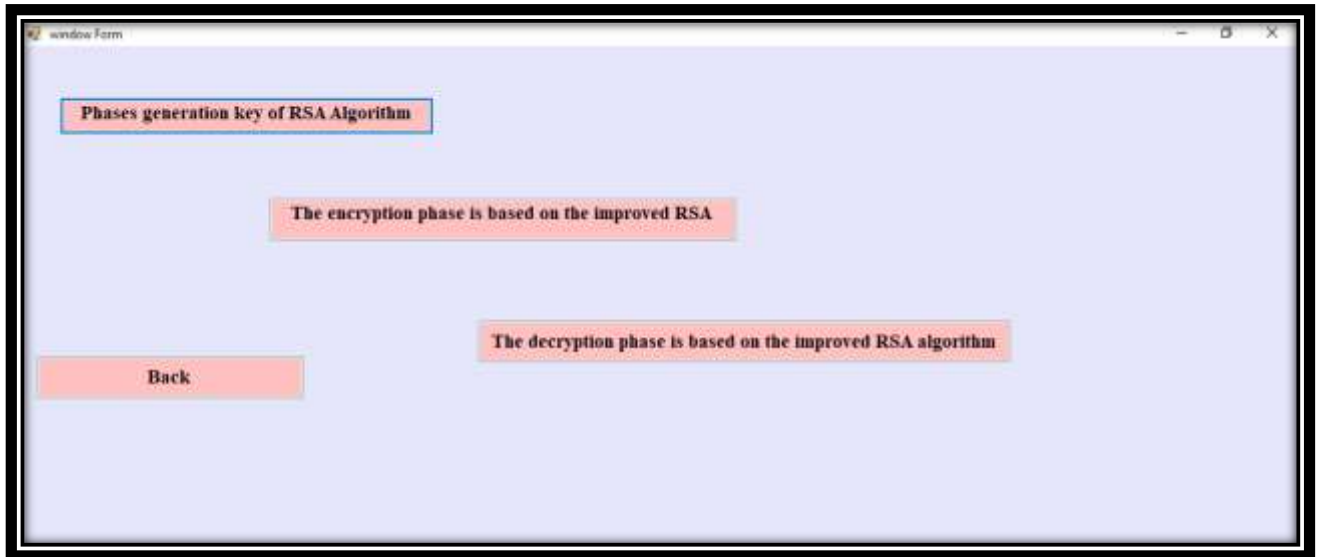 window Form
Phases generation key of RSA Algorithm
The encryption phase is based on the improved RSA
The decryption phase is based on the improved RSA algorithm
Back